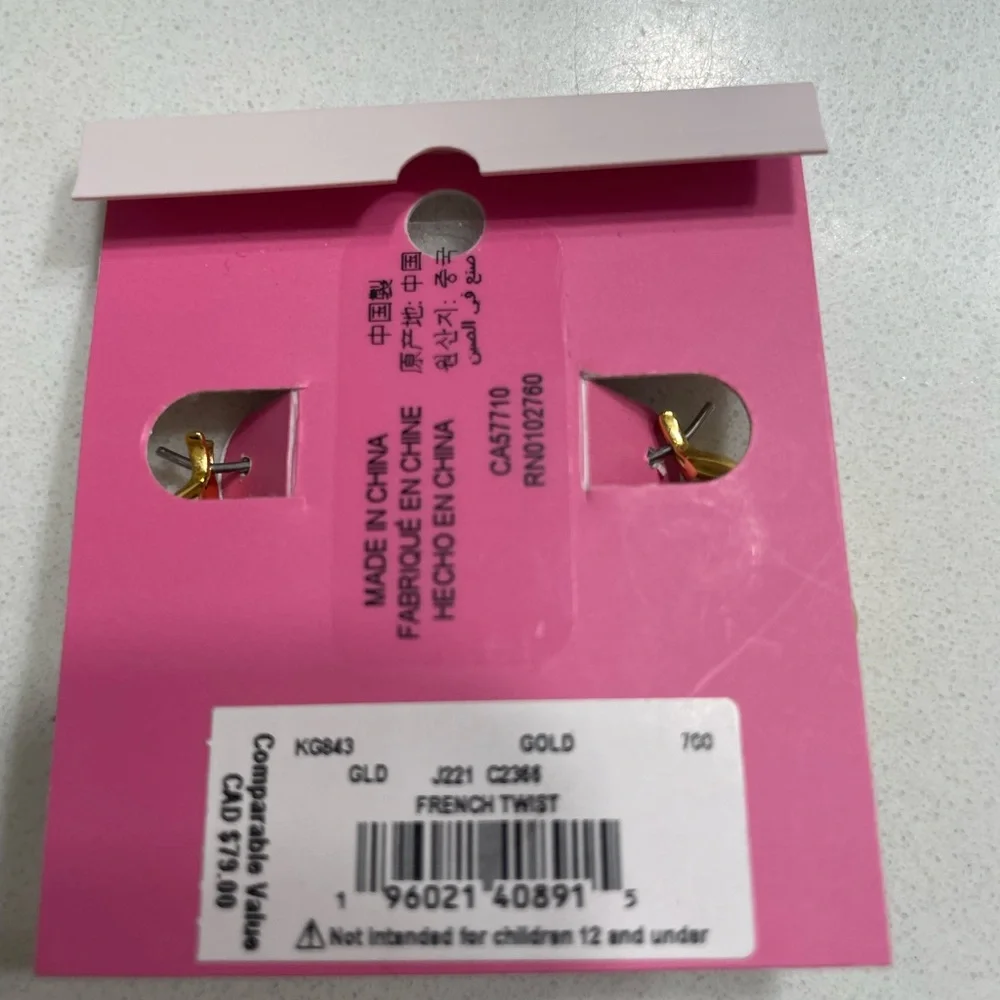 中国製
原产地: 中国
원산지: 중국
صنع في الصين
MADE IN CHINA
FABRIQUÉ EN CHINE
HECHO EN CHINA
CA57710
RN0102760
KG843 GOLD 700
GLD J221 C2366
FRENCH TWIST
1 96021 40891 5
⚠ Not intended for children 12 and under
Comparable Value
CAD $79.00